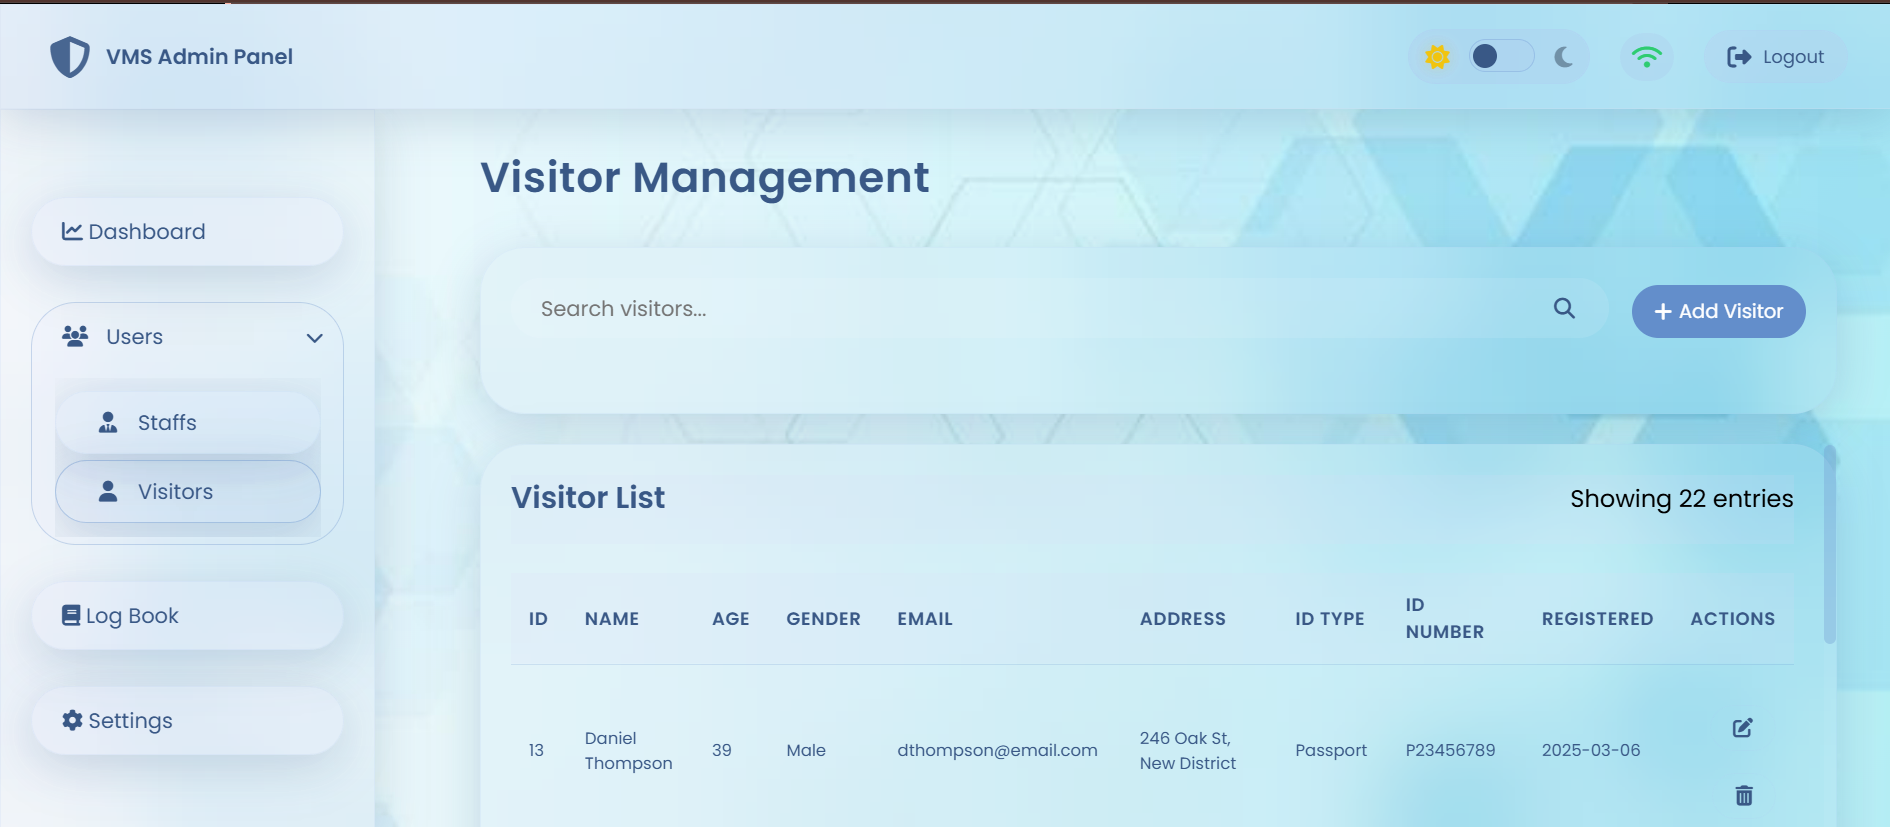 VMS Admin Panel
Logout
Dashboard
Users
Staffs
Visitors
Log Book
Settings
Visitor Management
Search visitors...
+ Add Visitor
Visitor List
Showing 22 entries
ID NAME AGE GENDER EMAIL ADDRESS ID TYPE ID NUMBER REGISTERED ACTIONS
13 Daniel Thompson 39 Male dthompson@email.com 246 Oak St, New District Passport P23456789 2025-03-06